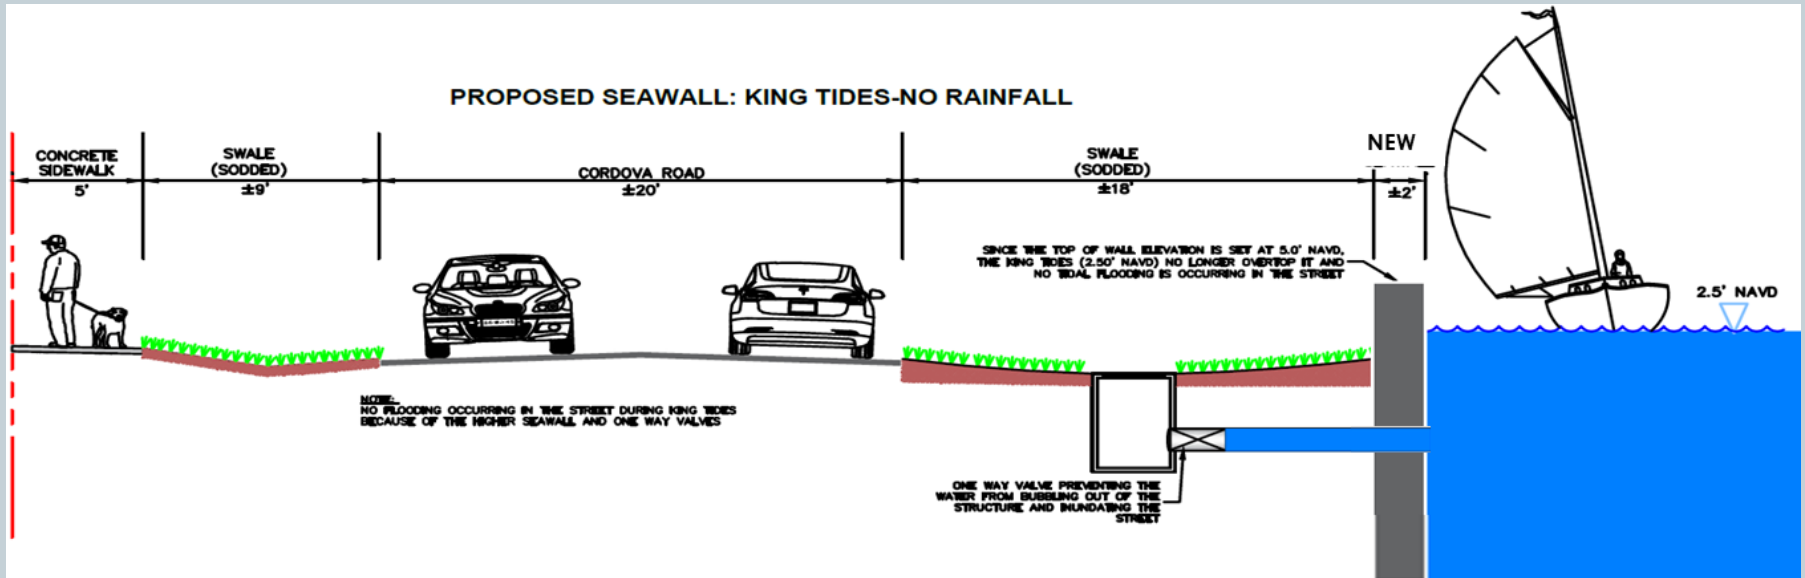 PROPOSED SEAWALL: KING TIDES-NO RAINFALL
CONCRETE
SIDEWALK
5'
SWALE
(SODDED)
±9'
CORDOVA ROAD
±20'
SWALE
(SODDED)
±18'
NEW
±2'
SINCE THE TOP OF WALL ELEVATION IS SET AT 5.0' NAVD,
THE KING TIDES (2.50' NAVD) NO LONGER OVERTOP IT AND
NO TIDAL FLOODING IS OCCURRING IN THE STREET
2.5' NAVD
NOTE:
NO FLOODING OCCURRING IN THE STREET DURING KING TIDES
BECAUSE OF THE HIGHER SEAWALL AND ONE WAY VALVES
ONE WAY VALVE PREVENTING THE
WATER FROM BUBBLING OUT OF THE
STRUCTURE AND INUNDATING THE
STREET